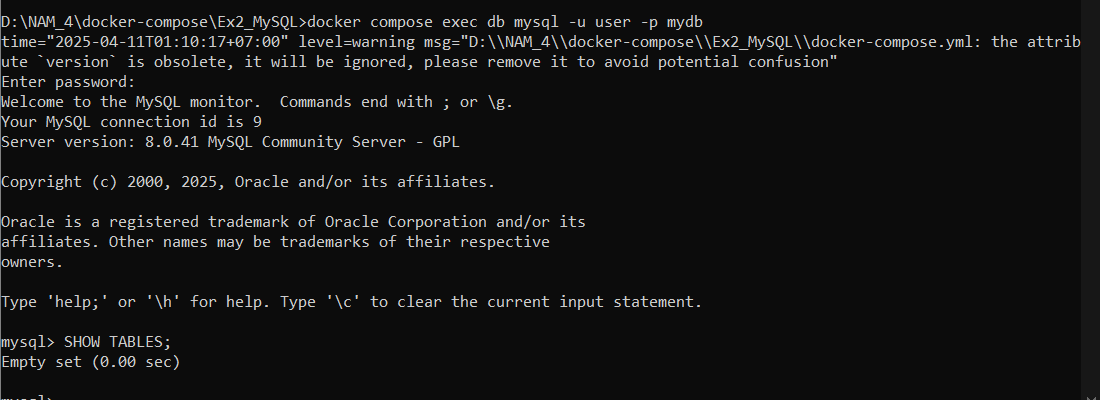 D:\NAM_4\docker-compose\Ex2_MySQL>docker compose exec db mysql -u user -p mydb
time="2025-04-11T01:10:17+07:00" level=warning msg="D:\\NAM_4\\docker-compose\\Ex2_MySQL\\docker-compose.yml: the attrib
ute `version` is obsolete, it will be ignored, please remove it to avoid potential confusion"
Enter password:
Welcome to the MySQL monitor.  Commands end with ; or \g.
Your MySQL connection id is 9
Server version: 8.0.41 MySQL Community Server - GPL

Copyright (c) 2000, 2025, Oracle and/or its affiliates.

Oracle is a registered trademark of Oracle Corporation and/or its
affiliates. Other names may be trademarks of their respective
owners.

Type 'help;' or '\h' for help. Type '\c' to clear the current input statement.

mysql> SHOW TABLES;
Empty set (0.00 sec)

mysql>